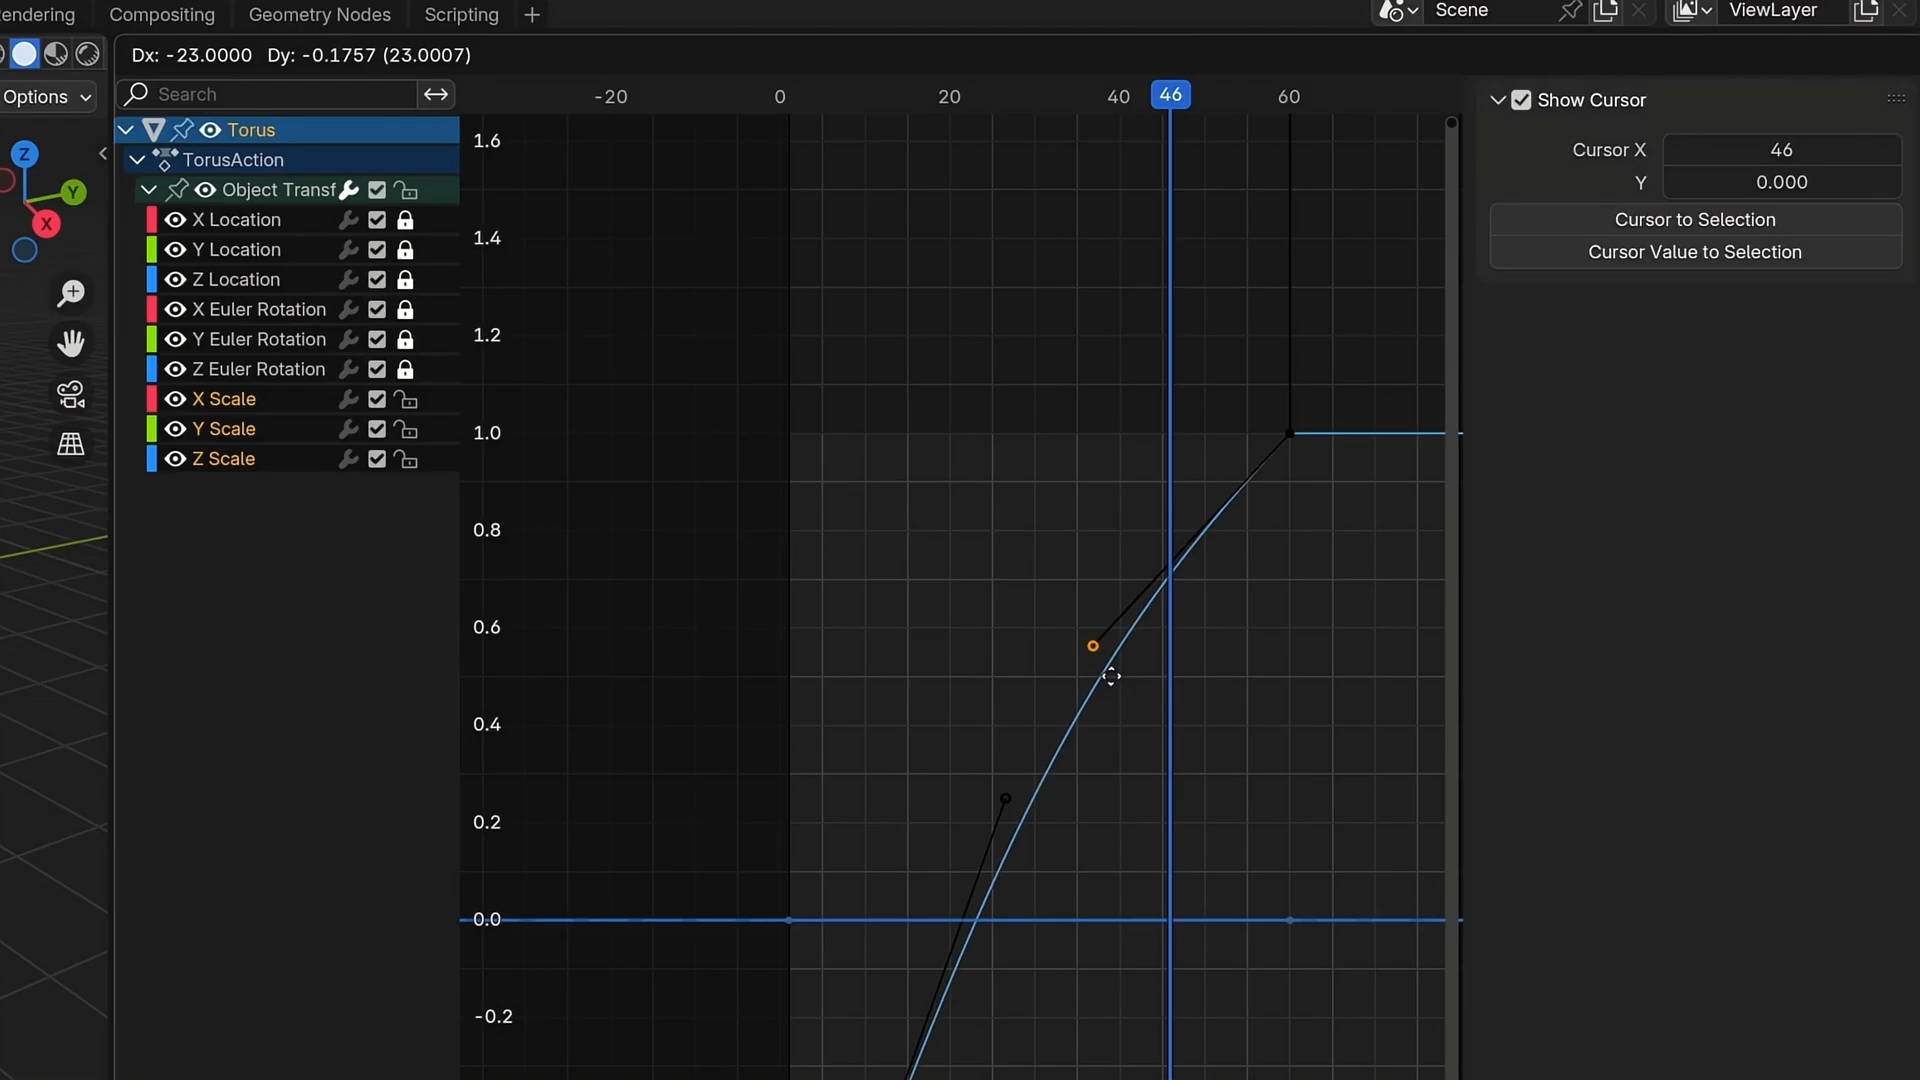 endering Compositing Geometry Nodes Scripting + Scene ViewLayer
Dx: -23.0000 Dy: -0.1757 (23.0007)
Options
Search
-20 0 20 40 46 60
Show Cursor
Cursor X 46
Y 0.000
Cursor to Selection
Cursor Value to Selection
Torus
TorusAction
Object Transf
X Location
Y Location
Z Location
X Euler Rotation
Y Euler Rotation
Z Euler Rotation
X Scale
Y Scale
Z Scale
Z
Y
X
1.6
1.4
1.2
1.0
0.8
0.6
0.4
0.2
0.0
-0.2